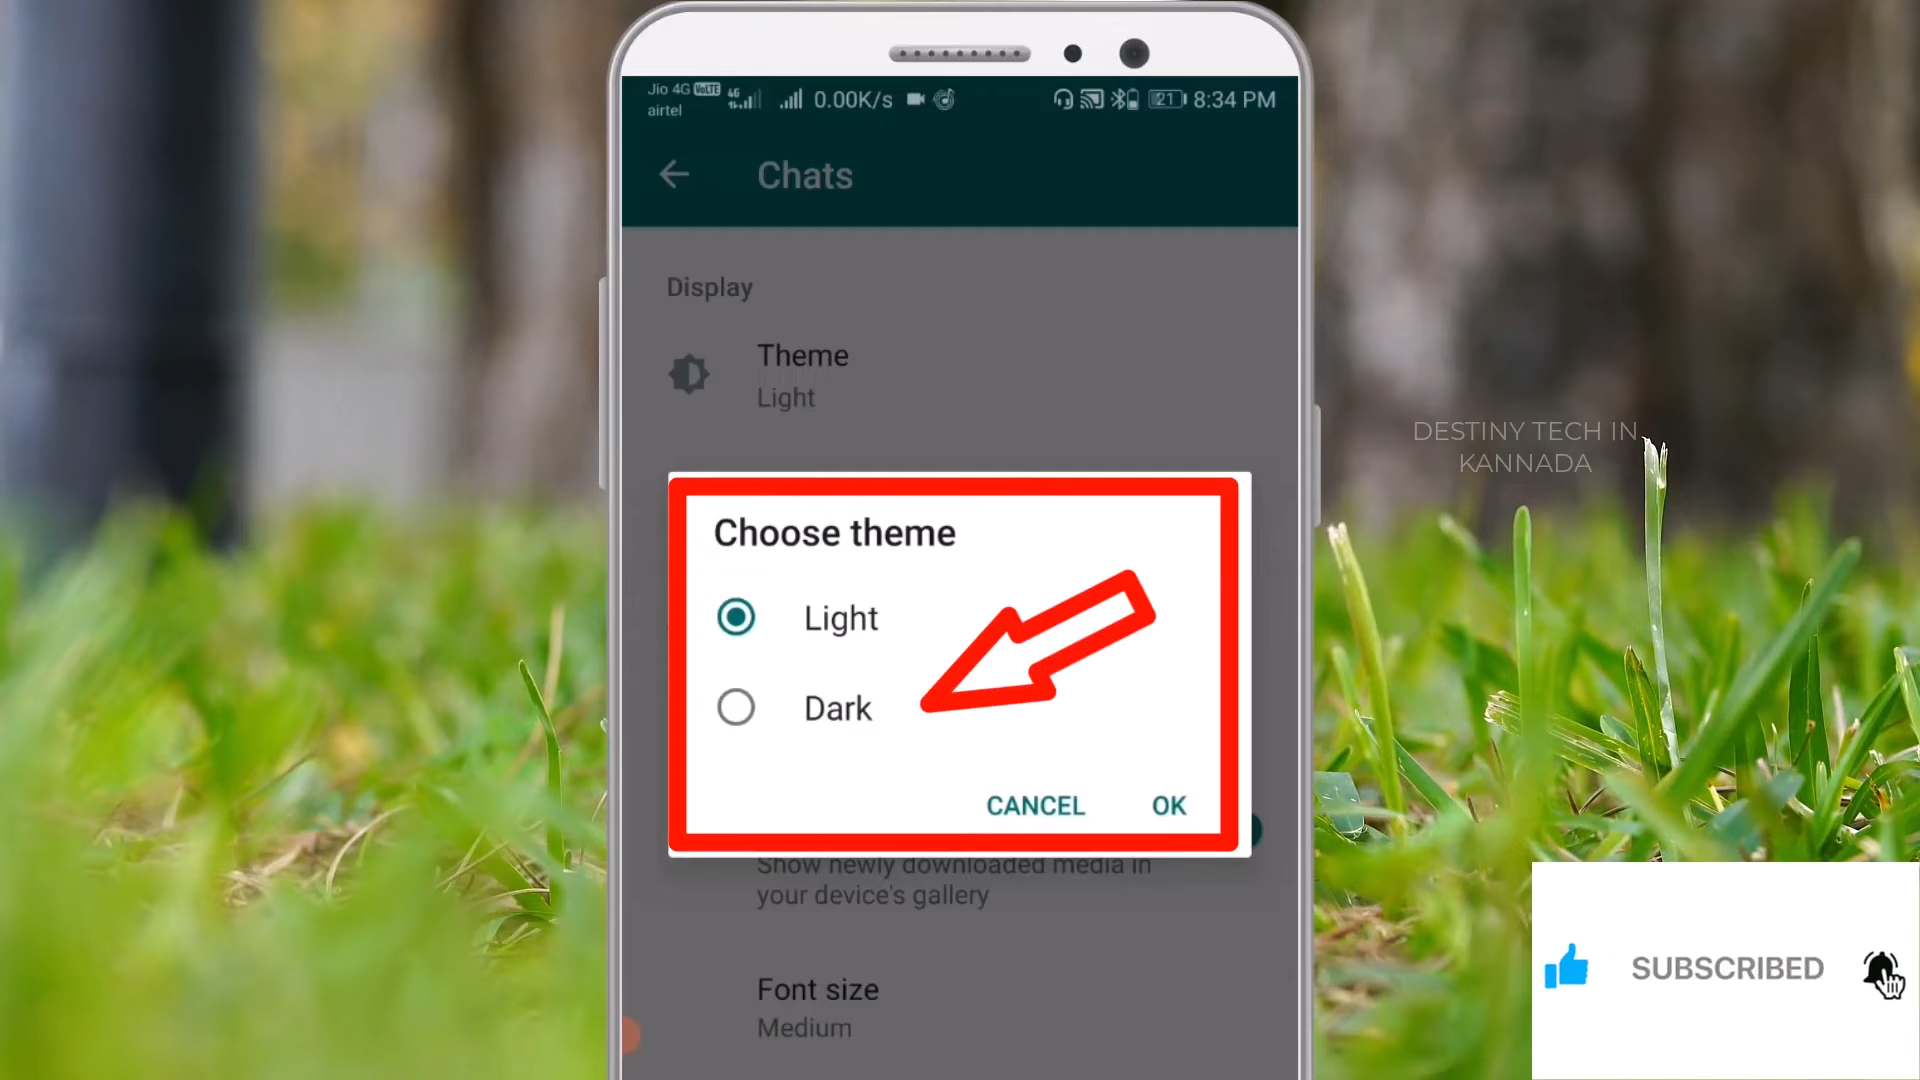 Jio 4G VoLTE
airtel
4G
0.00K/s
21
8:34 PM
Chats
Display
Theme
Light
Choose theme
Light
Dark
CANCEL
OK
Show newly downloaded media in
your device's gallery
Font size
Medium
DESTINY TECH IN
KANNADA
SUBSCRIBED